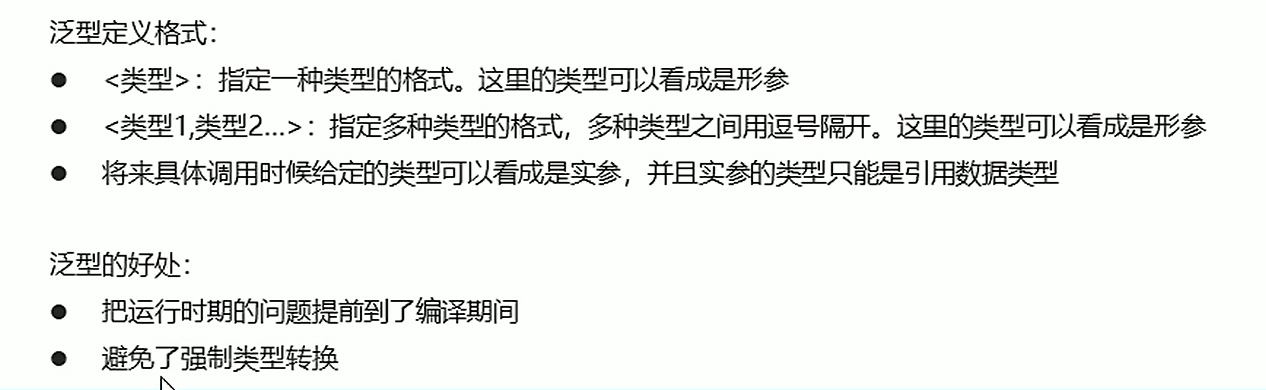 泛型定义格式：
● <类型>：指定一种类型的格式。这里的类型可以看成是形参
● <类型1,类型2…>：指定多种类型的格式，多种类型之间用逗号隔开。这里的类型可以看成是形参
● 将来具体调用时候给定的类型可以看成是实参，并且实参的类型只能是引用数据类型
泛型的好处：
● 把运行时期的问题提前到了编译期间
● 避免了强制类型转换